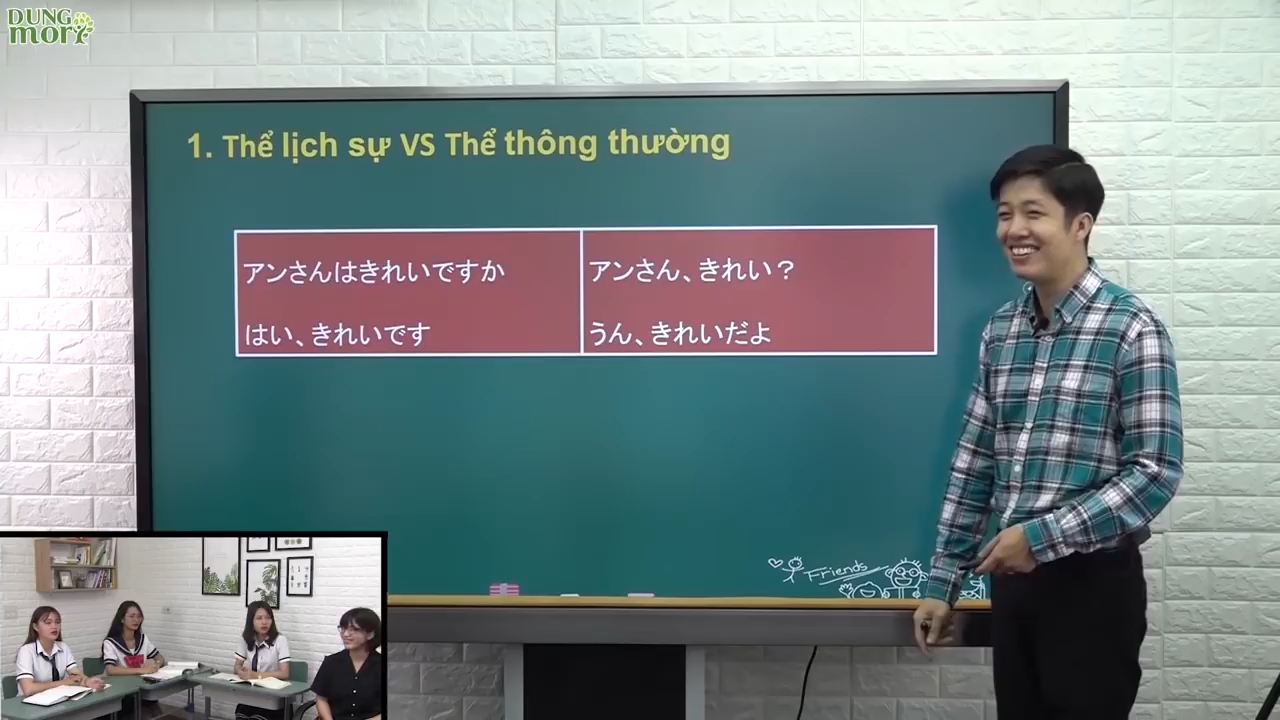 DUNG
mori
1. Thể lịch sự VS Thể thông thường
アンさんはきれいですか
はい、きれいです
アンさん、きれい？
うん、きれいだよ
Friends